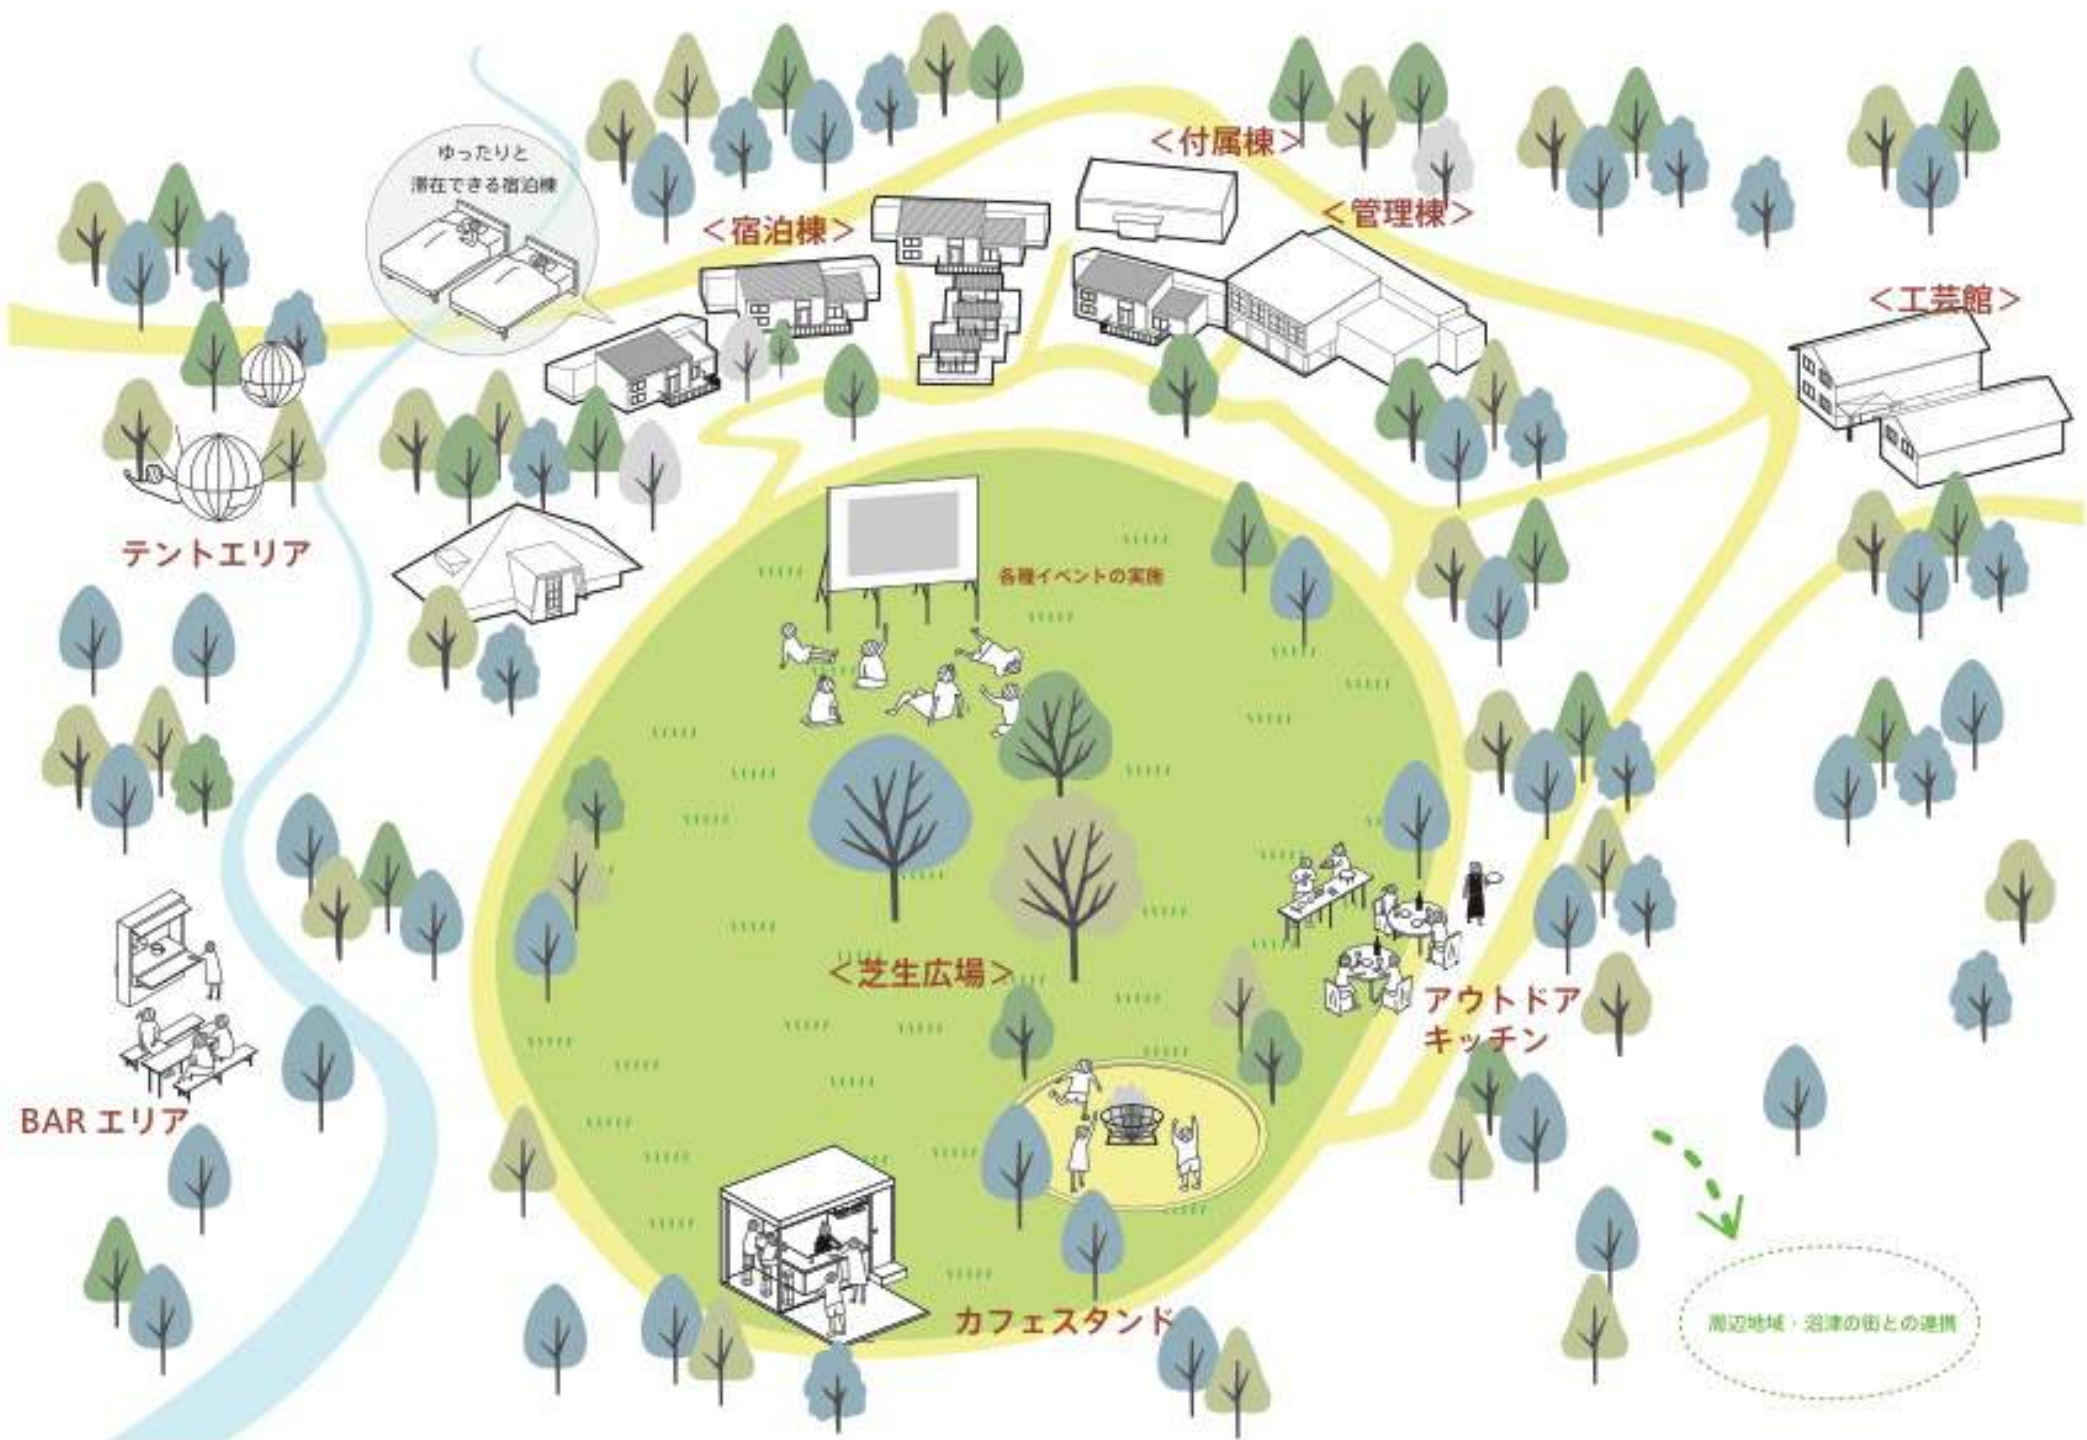 ゆったりと
滞在できる宿泊棟
＜付属棟＞
＜宿泊棟＞
＜管理棟＞
＜工芸館＞
テントエリア
各種イベントの実施
＜芝生広場＞
アウトドア
キッチン
BAR エリア
カフェスタンド
周辺地域・沼津の街との連携